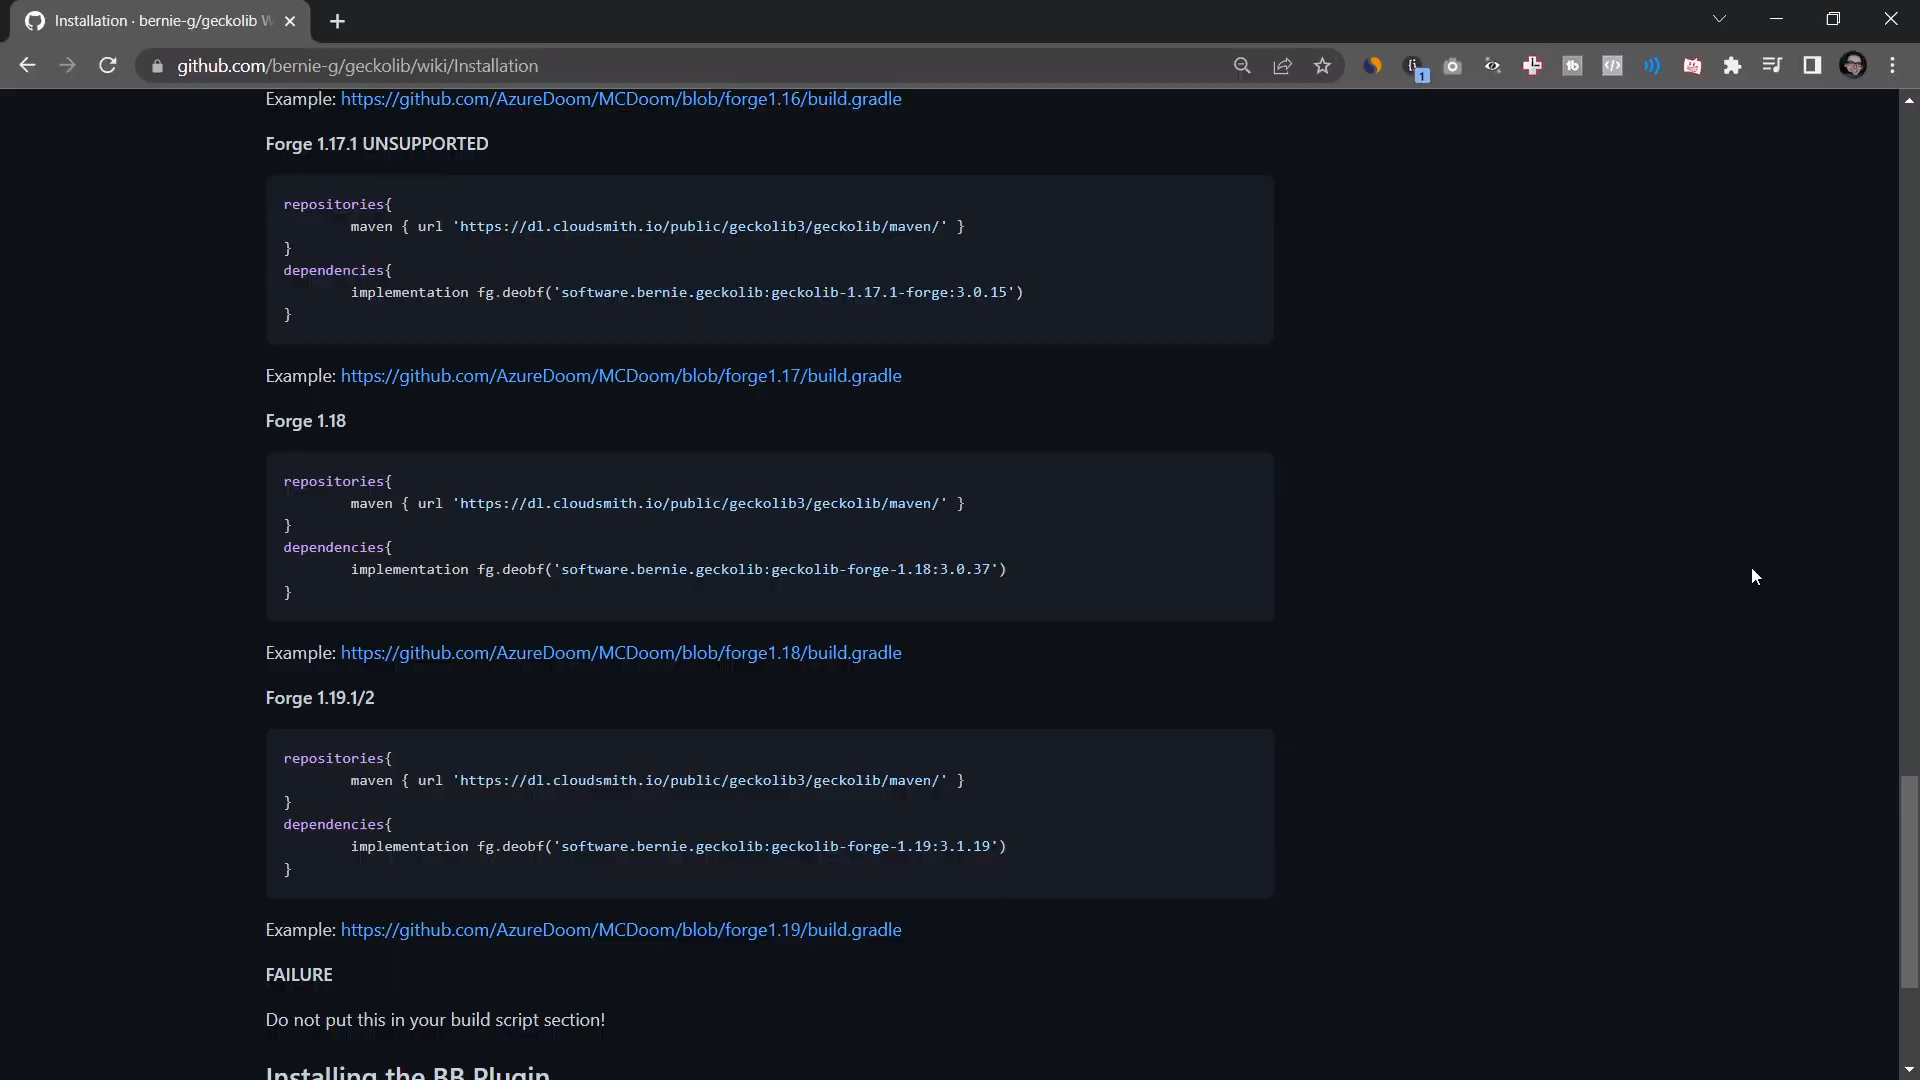 Installation · bernie-g/geckolib W
github.com/bernie-g/geckolib/wiki/Installation
1
tb
Example: https://github.com/AzureDoom/MCDoom/blob/forge1.16/build.gradle
Forge 1.17.1 UNSUPPORTED
repositories{
maven { url 'https://dl.cloudsmith.io/public/geckolib3/geckolib/maven/' }
}
dependencies{
implementation fg.deobf('software.bernie.geckolib:geckolib-1.17.1-forge:3.0.15')
}
Example: https://github.com/AzureDoom/MCDoom/blob/forge1.17/build.gradle
Forge 1.18
repositories{
maven { url 'https://dl.cloudsmith.io/public/geckolib3/geckolib/maven/' }
}
dependencies{
implementation fg.deobf('software.bernie.geckolib:geckolib-forge-1.18:3.0.37')
}
Example: https://github.com/AzureDoom/MCDoom/blob/forge1.18/build.gradle
Forge 1.19.1/2
repositories{
maven { url 'https://dl.cloudsmith.io/public/geckolib3/geckolib/maven/' }
}
dependencies{
implementation fg.deobf('software.bernie.geckolib:geckolib-forge-1.19:3.1.19')
}
Example: https://github.com/AzureDoom/MCDoom/blob/forge1.19/build.gradle
FAILURE
Do not put this in your build script section!
Installing the BB Plugin